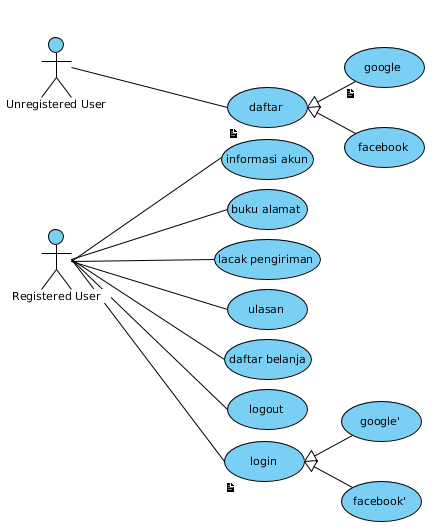 google
Unregistered User
daftar
facebook
informasi akun
buku alamat
lacak pengiriman
Registered User
ulasan
daftar belanja
logout
google'
login
facebook'